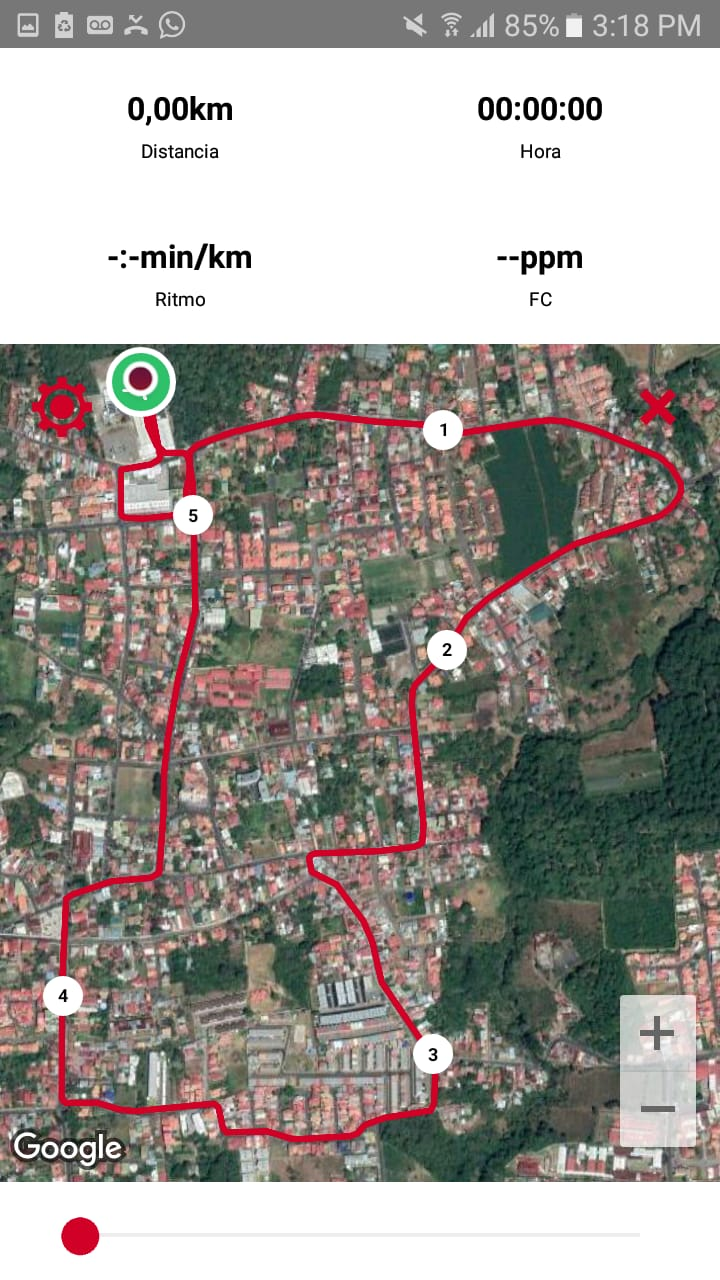 85% 3:18 PM
0,00km 00:00:00
Distancia Hora
-:-min/km --ppm
Ritmo FC
1
5
2
4
3
Google